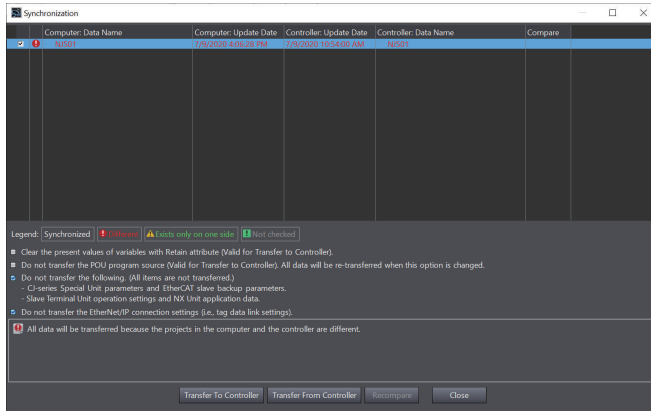 Synchronization
Computer: Data Name Computer: Update Date Controller: Update Date Controller: Data Name Compare
NJ501 7/9/2020 4:06:28 PM 7/9/2020 10:54:00 AM NJ501
Legend: Synchronized Different Exists only on one side Not checked
Clear the present values of variables with Retain attribute (Valid for Transfer to Controller).
Do not transfer the POU program source (Valid for Transfer to Controller). All data will be re-transferred when this option is changed.
Do not transfer the following. (All items are not transferred.)
- CJ-series Special Unit parameters and EtherCAT slave backup parameters.
- Slave Terminal Unit operation settings and NX Unit application data.
Do not transfer the EtherNet/IP connection settings (i.e., tag data link settings).
All data will be transferred because the projects in the computer and the controller are different.
Transfer To Controller Transfer From Controller Recompare Close